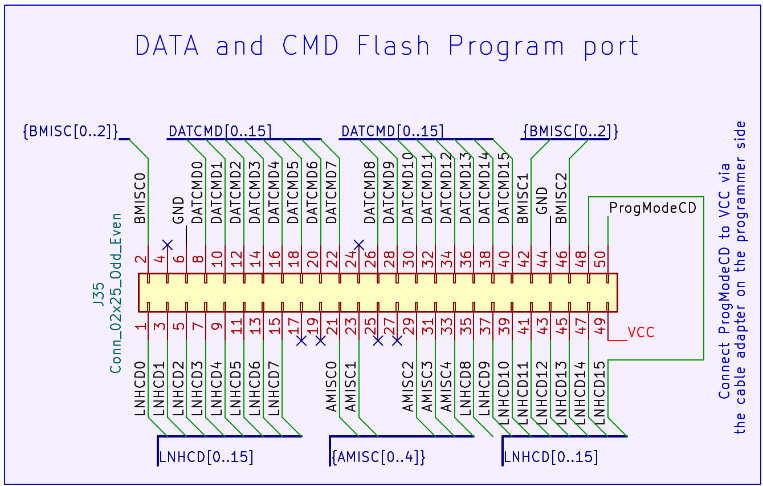 DATA and CMD Flash Program port
{BMISC[0..2]}
DATCMD[0..15]
DATCMD[0..15]
{BMISC[0..2]}
BMISC0
GND
DATCMD0
DATCMD1
DATCMD2
DATCMD3
DATCMD4
DATCMD5
DATCMD6
DATCMD7
DATCMD8
DATCMD9
DATCMD10
DATCMD11
DATCMD12
DATCMD13
DATCMD14
DATCMD15
BMISC1
GND
BMISC2
ProgModeCD
2 4 6 8 10 12 14 16 18 20 22 24 26 28 30 32 34 36 38 40 42 44 46 48 50
J35
Conn_02x25_Odd_Even
1 3 5 7 9 11 13 15 17 19 21 23 25 27 29 31 33 35 37 39 41 43 45 47 49
VCC
LNHCD0
LNHCD1
LNHCD2
LNHCD3
LNHCD4
LNHCD5
LNHCD6
LNHCD7
AMISC0
AMISC1
AMISC2
AMISC3
AMISC4
LNHCD8
LNHCD9
LNHCD10
LNHCD11
LNHCD12
LNHCD13
LNHCD14
LNHCD15
LNHCD[0..15]
{AMISC[0..4]}
LNHCD[0..15]
Connect ProgModeCD to VCC via
the cable adapter on the programmer side